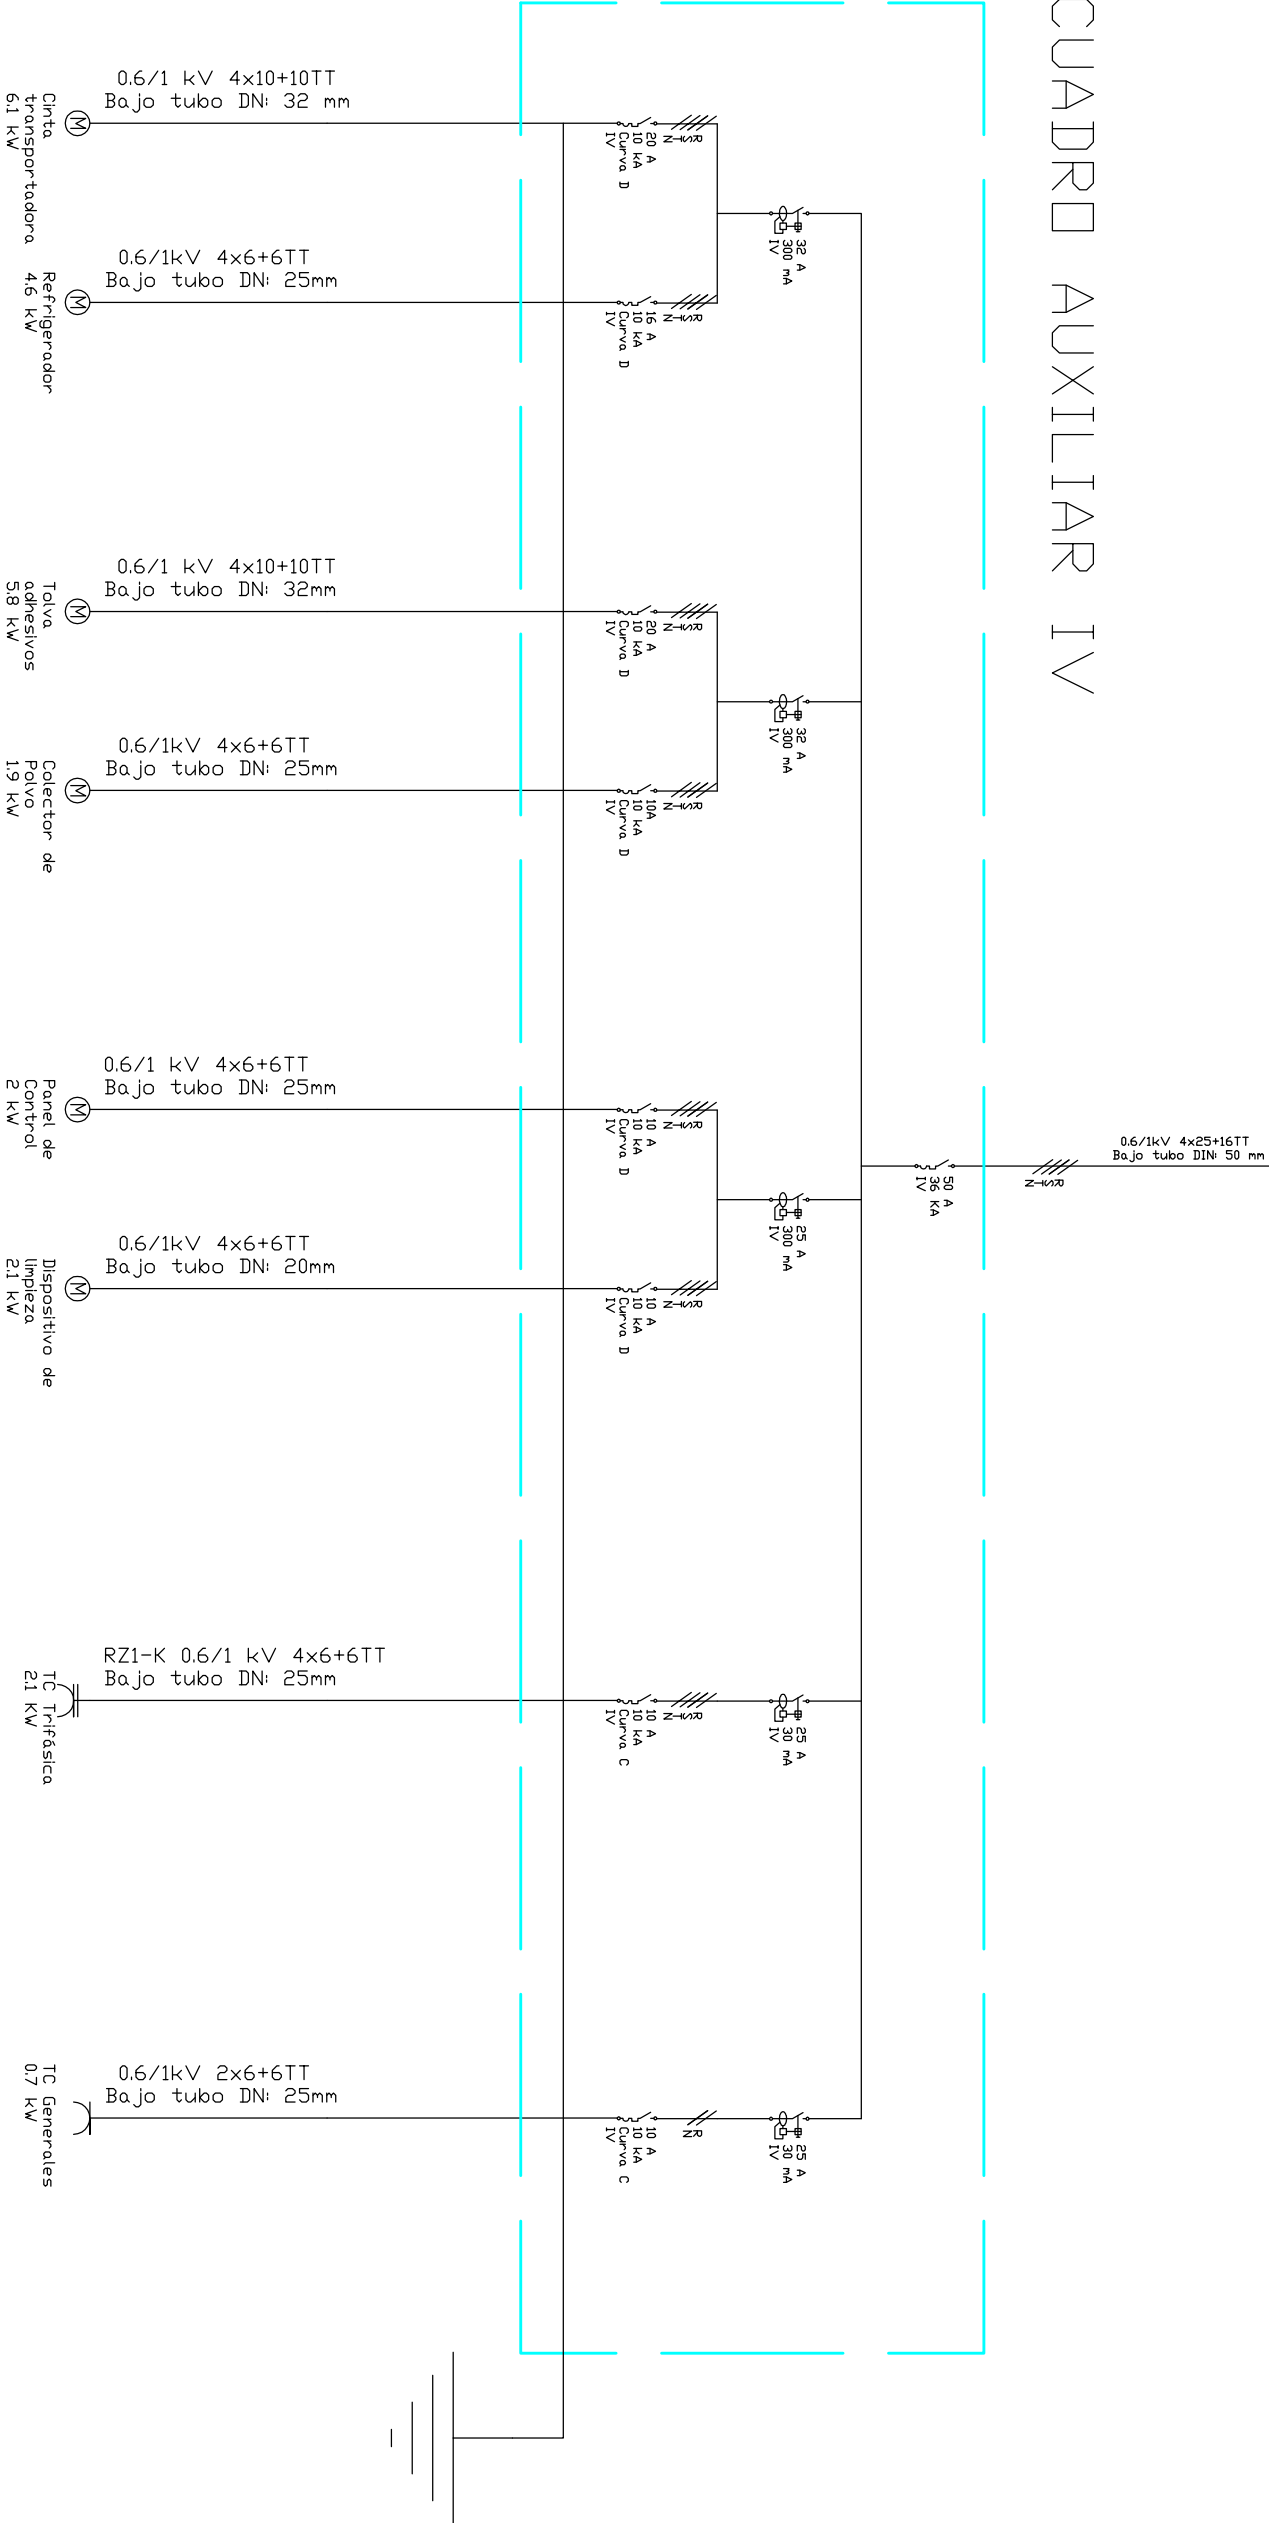 CUADRO AUXILIAR IV
0.6/1kV 4x25+16TT
Bajo tubo DIN: 50 mm
RST
N
50 A
36 KA
IV
32 A
300 mA
IV
0.6/1 kV 4x10+10TT
Bajo tubo DN: 32 mm
RST
N
20 A
10 kA
Curva D
IV
M
Cinta
transportadora
6.1 kW
0.6/1kV 4x6+6TT
Bajo tubo DN: 25mm
RST
N
16 A
10 kA
Curva D
IV
M
Refrigerador
4.6 kW
32 A
300 mA
IV
0.6/1 kV 4x10+10TT
Bajo tubo DN: 32mm
RST
N
20 A
10 kA
Curva D
IV
M
Tolva
adhesivos
5.8 kW
0.6/1kV 4x6+6TT
Bajo tubo DN: 25mm
RST
N
10A
10 kA
Curva D
IV
M
Colector de
Polvo
1.9 kW
25 A
300 mA
IV
0.6/1 kV 4x6+6TT
Bajo tubo DN: 25mm
RST
N
10 A
10 kA
Curva D
IV
M
Panel de
Control
2 kW
0.6/1kV 4x6+6TT
Bajo tubo DN: 20mm
RST
N
10 A
10 kA
Curva D
IV
M
Dispositivo de
limpieza
2.1 kW
25 A
30 mA
IV
RZ1-K 0.6/1 kV 4x6+6TT
Bajo tubo DN: 25mm
RST
N
10 A
10 kA
Curva C
IV
TC Trifásica
2.1 KW
25 A
30 mA
IV
0.6/1kV 2x6+6TT
Bajo tubo DN: 25mm
R
N
10 A
10 kA
Curva C
IV
TC Generales
0.7 kW